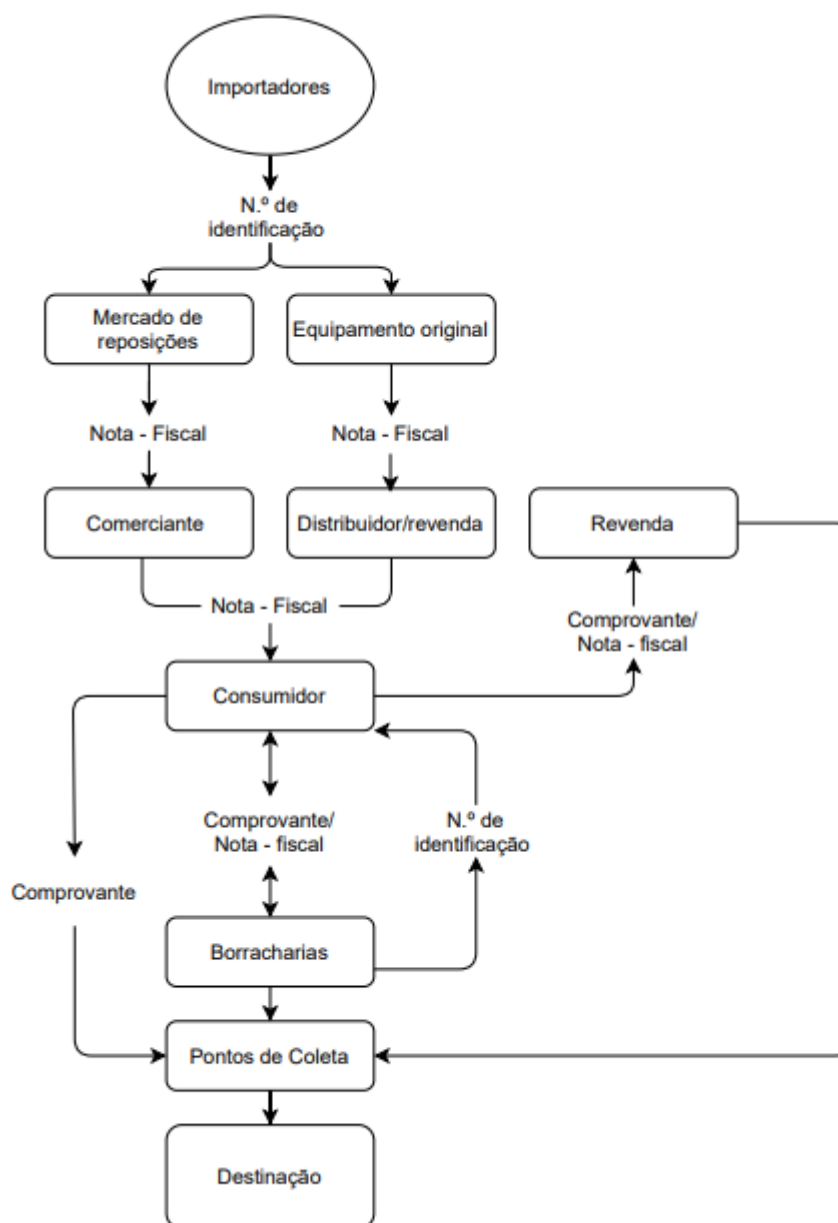 Importadores
N.º de
identificação
Mercado de
reposições
Equipamento original
Nota - Fiscal
Nota - Fiscal
Comerciante
Distribuidor/revenda
Revenda
Nota - Fiscal
Comprovante/
Nota - fiscal
Consumidor
Comprovante/
Nota - fiscal
N.º de
identificação
Comprovante
Borracharias
Pontos de Coleta
Destinação